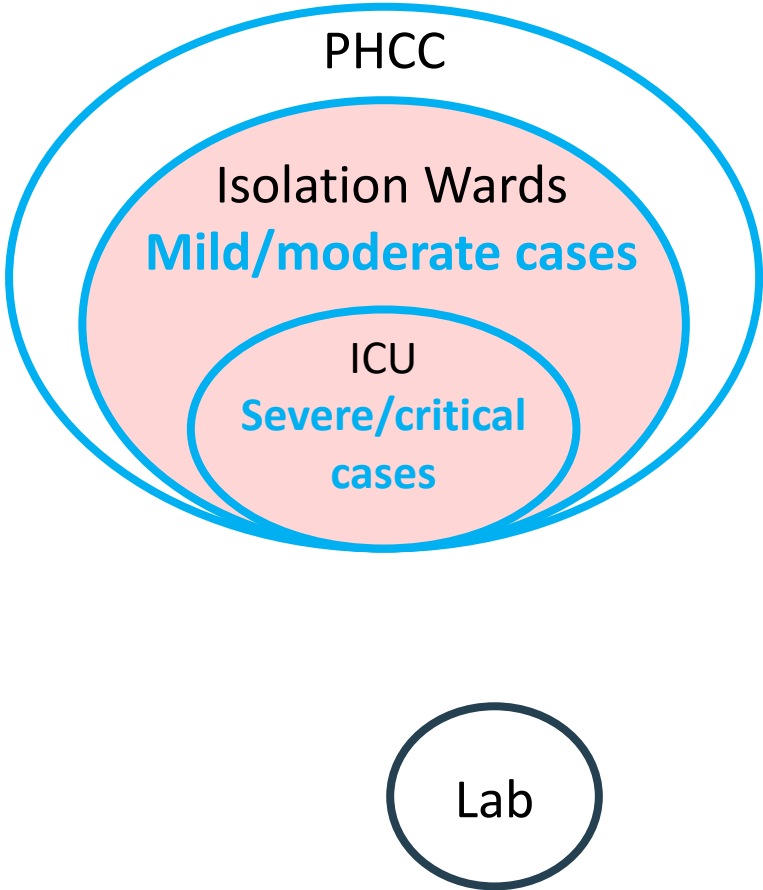 PHCC
Isolation Wards
Mild/moderate cases
ICU
Severe/critical
cases
Lab